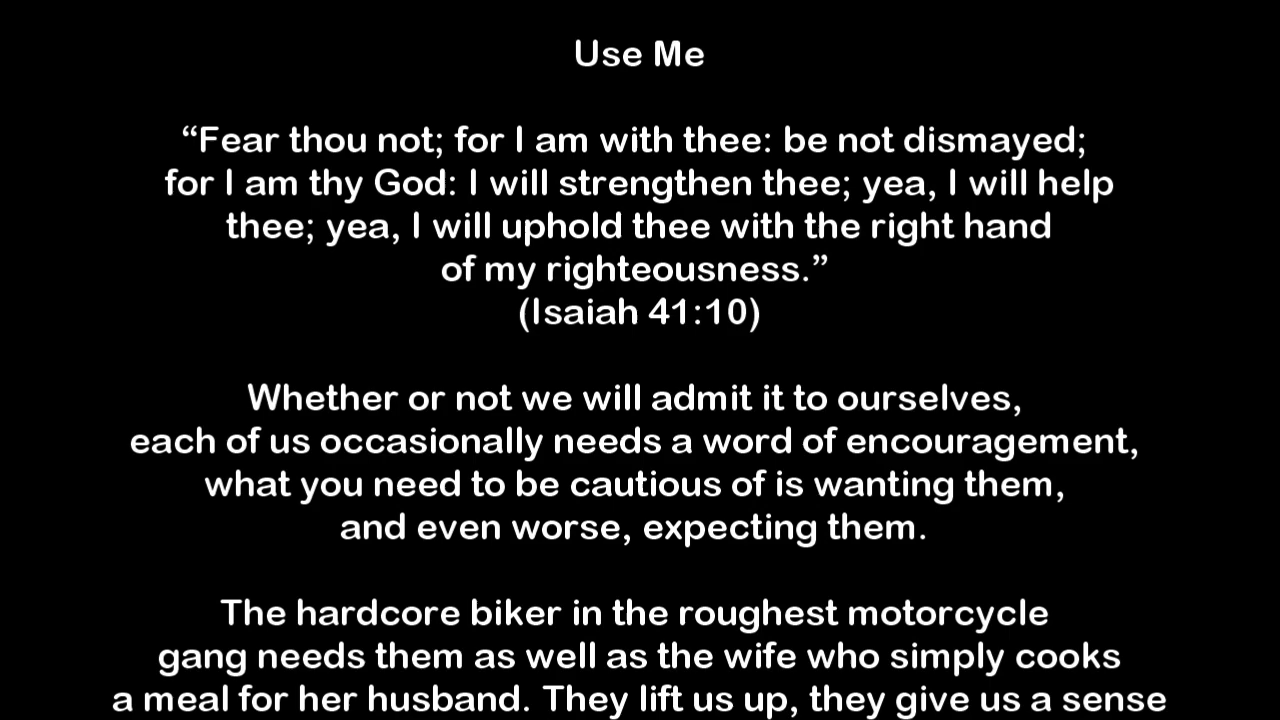 Use Me
“Fear thou not; for I am with thee: be not dismayed;
for I am thy God: I will strengthen thee; yea, I will help
thee; yea, I will uphold thee with the right hand
of my righteousness.”
(Isaiah 41:10)
Whether or not we will admit it to ourselves,
each of us occasionally needs a word of encouragement,
what you need to be cautious of is wanting them,
and even worse, expecting them.
The hardcore biker in the roughest motorcycle
gang needs them as well as the wife who simply cooks
a meal for her husband. They lift us up, they give us a sense